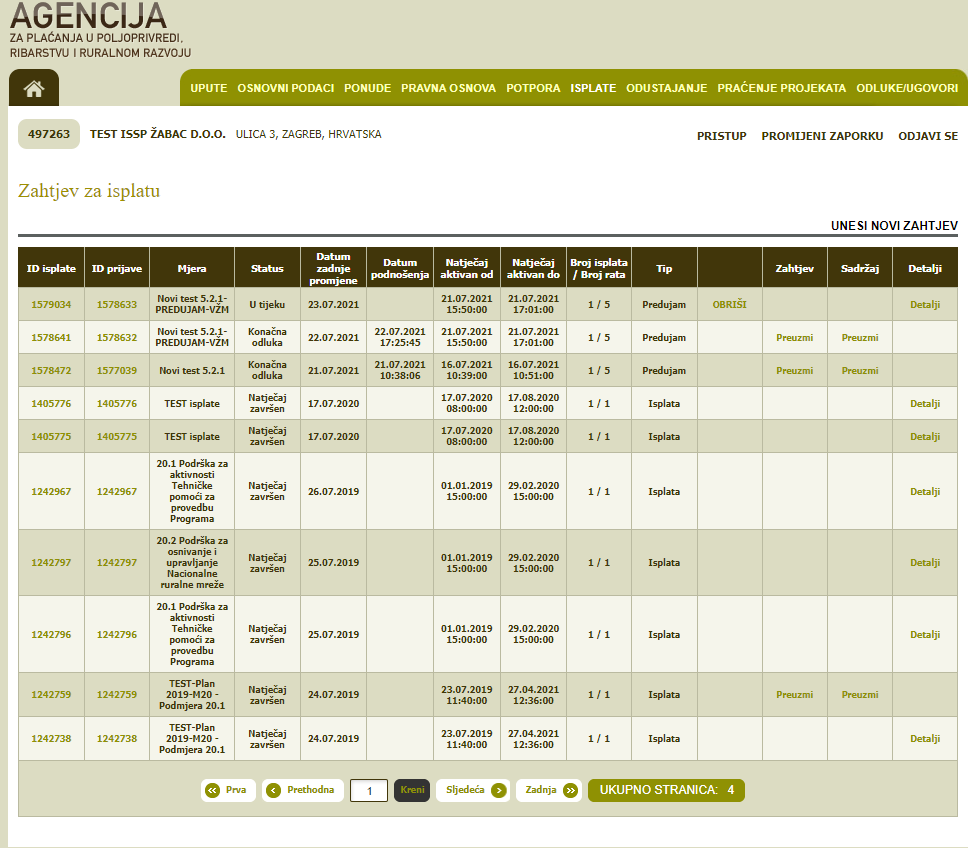 AGENCIJA
ZA PLAĆANJA U POLJOPRIVREDI,
RIBARSTVU I RURALNOM RAZVOJU
UPUTE OSNOVNI PODACI PONUDE PRAVNA OSNOVA POTPORA ISPLATE ODUSTAJANJE PRAĆENJE PROJEKATA ODLUKE/UGOVORI
497263 TEST ISSP ŽABAC D.O.O. ULICA 3, ZAGREB, HRVATSKA PRISTUP PROMIJENI ZAPORKU ODJAVI SE
Zahtjev za isplatu
UNESI NOVI ZAHTJEV
ID isplate ID prijave Mjera Status Datum zadnje promjene Datum podnošenja Natječaj aktivan od Natječaj aktivan do Broj isplata / Broj rata Tip Zahtjev Sadržaj Detalji
1579034 1578633 Novi test 5.2.1-PREDUJAM-VŽM U tijeku 23.07.2021 21.07.2021 15:50:00 21.07.2021 17:01:00 1 / 5 Predujam OBRIŠI Detalji
1578641 1578632 Novi test 5.2.1-PREDUJAM-VŽM Konačna odluka 22.07.2021 22.07.2021 17:25:45 21.07.2021 15:50:00 21.07.2021 17:01:00 1 / 5 Predujam Preuzmi Preuzmi
1578472 1577039 Novi test 5.2.1 Konačna odluka 21.07.2021 21.07.2021 10:38:06 16.07.2021 10:39:00 16.07.2021 10:51:00 1 / 5 Predujam Preuzmi Preuzmi
1405776 1405776 TEST isplate Natječaj završen 17.07.2020 17.07.2020 08:00:00 17.08.2020 12:00:00 1 / 1 Isplata Detalji
1405775 1405775 TEST isplate Natječaj završen 17.07.2020 17.07.2020 08:00:00 17.08.2020 12:00:00 1 / 1 Isplata Detalji
1242967 1242967 20.1 Podrška za aktivnosti Tehničke pomoći za provedbu Programa Natječaj završen 26.07.2019 01.01.2019 15:00:00 29.02.2020 15:00:00 1 / 1 Isplata Detalji
1242797 1242797 20.2 Podrška za osnivanje i upravljanje Nacionalne ruralne mreže Natječaj završen 25.07.2019 01.01.2019 15:00:00 29.02.2020 15:00:00 1 / 1 Isplata Detalji
1242796 1242796 20.1 Podrška za aktivnosti Tehničke pomoći za provedbu Programa Natječaj završen 25.07.2019 01.01.2019 15:00:00 29.02.2020 15:00:00 1 / 1 Isplata Detalji
1242759 1242759 TEST-Plan 2019-M20 - Podmjera 20.1 Natječaj završen 24.07.2019 23.07.2019 11:40:00 27.04.2021 12:36:00 1 / 1 Isplata Preuzmi Preuzmi
1242738 1242738 TEST-Plan 2019-M20 - Podmjera 20.1 Natječaj završen 24.07.2019 23.07.2019 11:40:00 27.04.2021 12:36:00 1 / 1 Isplata Detalji
Prva Prethodna 1 Kreni Sljedeća Zadnja UKUPNO STRANICA: 4